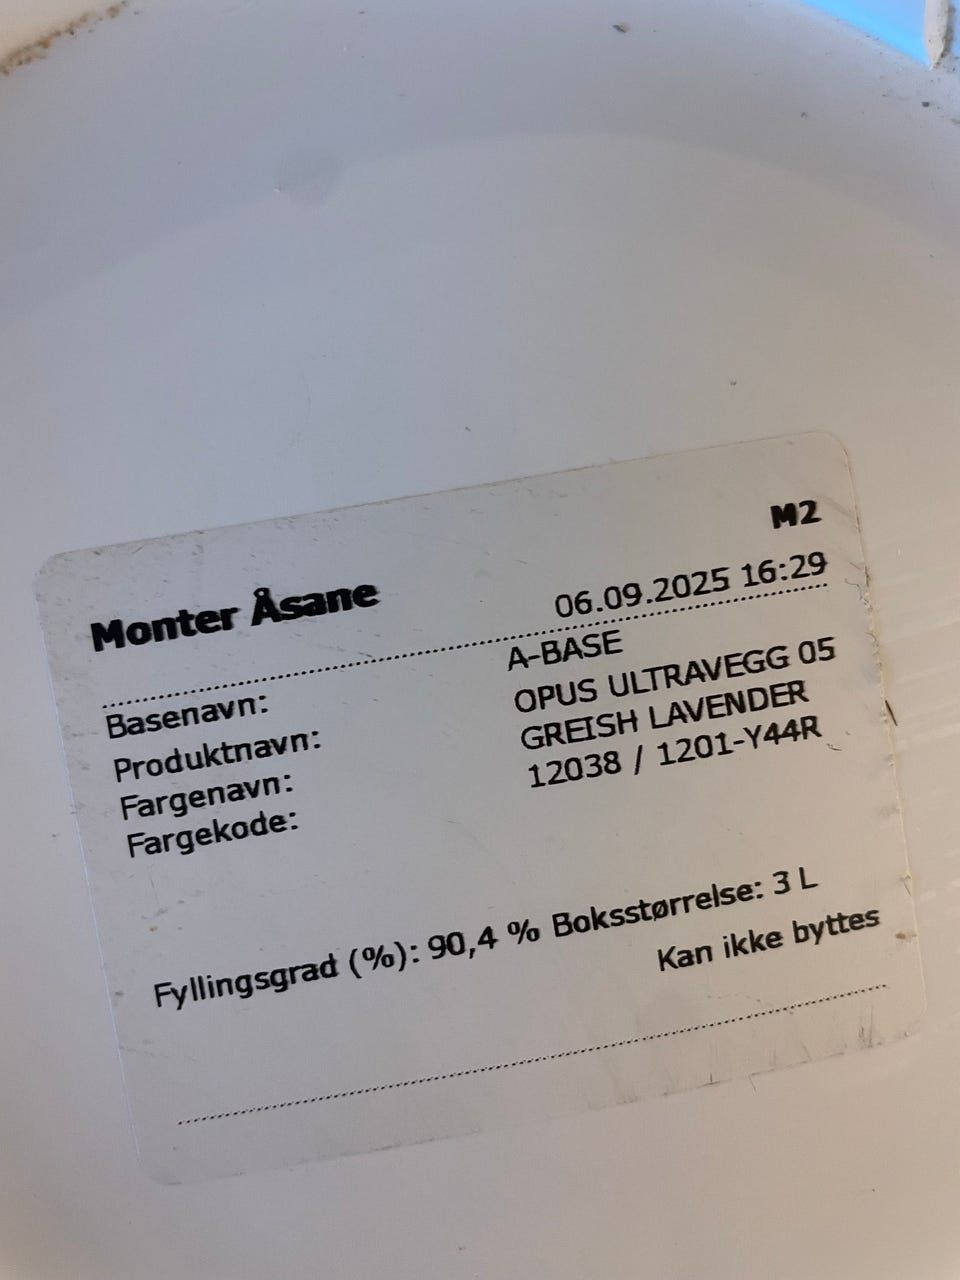 M2
Monter Åsane 06.09.2025 16:29
Basenavn: A-BASE
Produktnavn: OPUS ULTRAVEGG 05
Fargenavn: GREISH LAVENDER
Fargekode: 12038 / 1201-Y44R
Fyllingsgrad (%): 90,4 % Boksstørrelse: 3 L
Kan ikke byttes